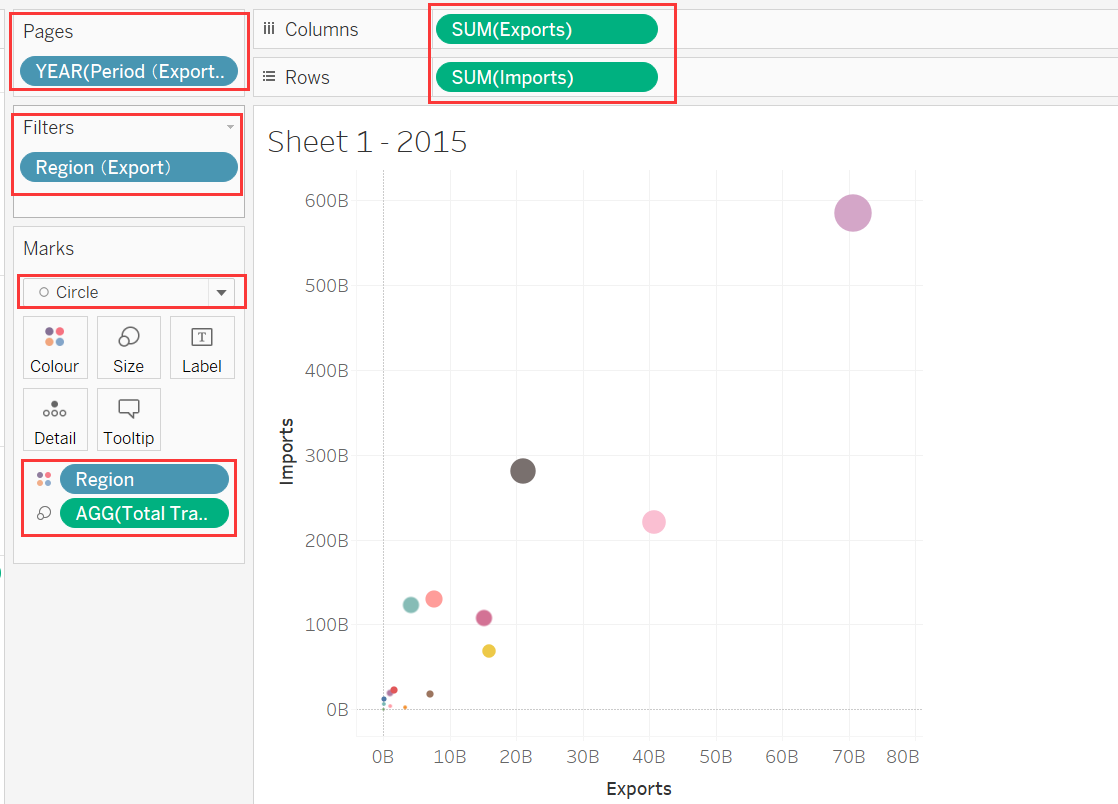 Pages
YEAR(Period (Export..
Filters
Region (Export)
Marks
Circle
Colour Size Label
Detail Tooltip
Region
AGG(Total Tra..
Columns SUM(Exports)
Rows SUM(Imports)
Sheet 1 - 2015
600B
500B
400B
300B
200B
100B
0B
Imports
0B 10B 20B 30B 40B 50B 60B 70B 80B
Exports